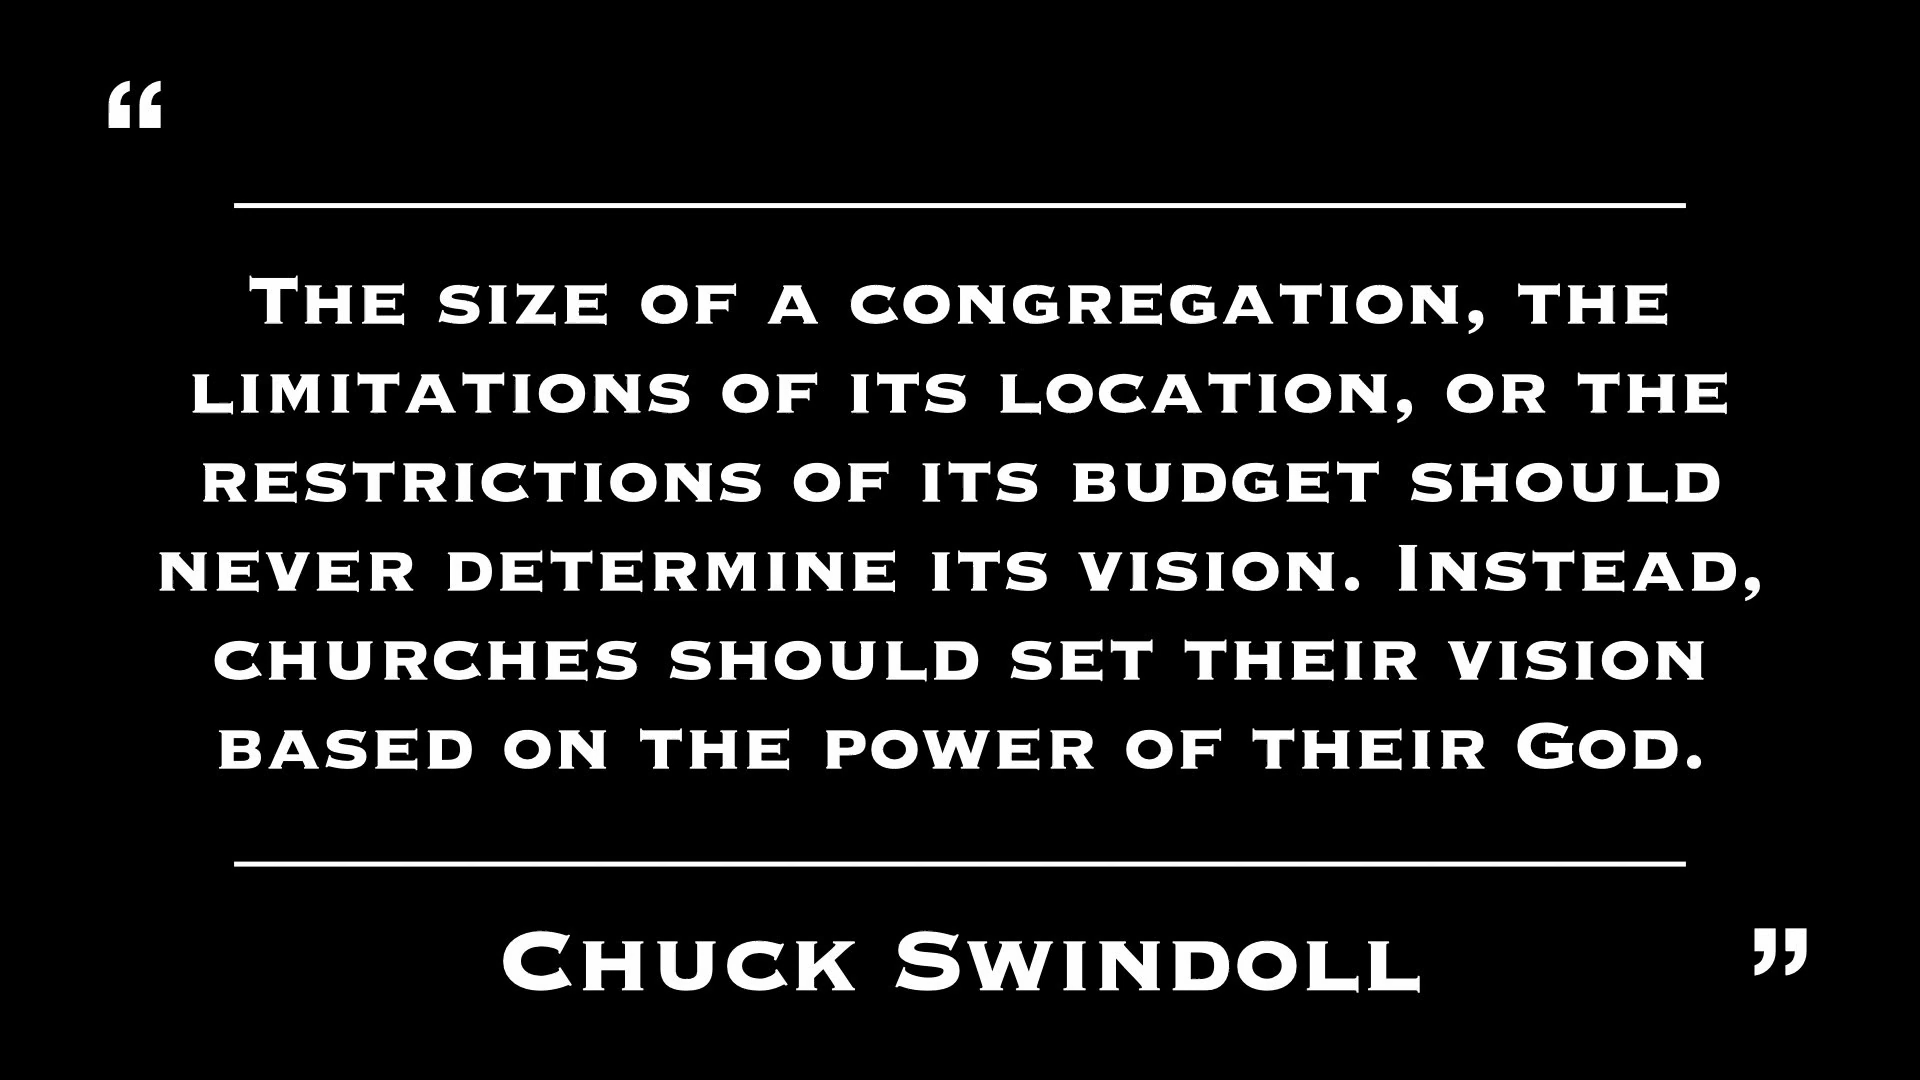 “
The size of a congregation, the
limitations of its location, or the
restrictions of its budget should
never determine its vision. Instead,
churches should set their vision
based on the power of their God.
Chuck Swindoll
”